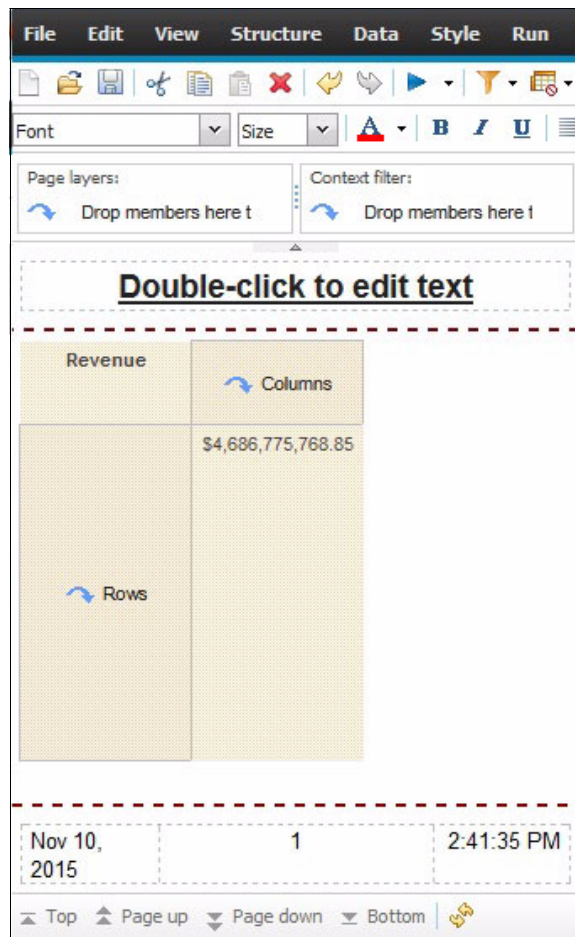 File Edit View Structure Data Style Run
Font Size A B I U
Page layers: Context filter:
Drop members here t Drop members here t
Double-click to edit text
Revenue
Columns
$4,686,775,768.85
Rows
Nov 10, 1 2:41:35 PM
2015
Top Page up Page down Bottom